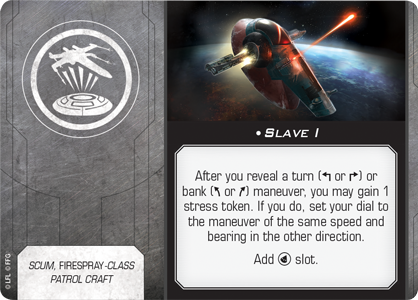 • SLAVE I
After you reveal a turn (↰ or ↱) or
bank (↖ or ↗) maneuver, you may gain 1
stress token. If you do, set your dial to
the maneuver of the same speed and
bearing in the other direction.
Add slot.
SCUM, FIRESPRAY-CLASS
PATROL CRAFT
© LFL © FFG